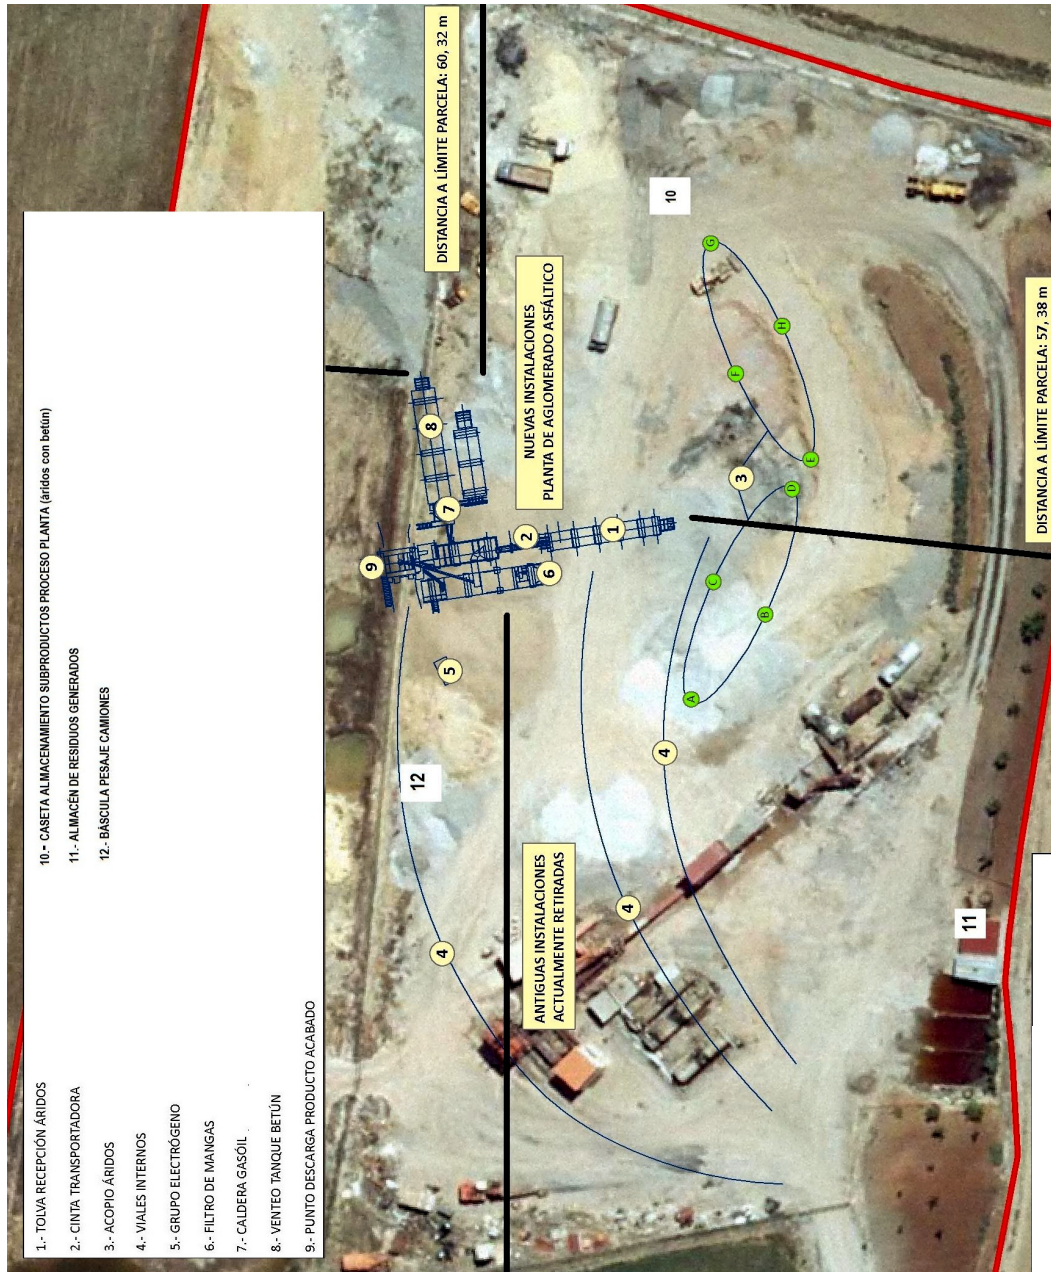 1.- TOLVA RECEPCIÓN ÁRIDOS
2.- CINTA TRANSPORTADORA
3.- ACOPIO ÁRIDOS
4.- VIALES INTERNOS
5.- GRUPO ELECTRÓGENO
6.- FILTRO DE MANGAS
7.- CALDERA GASÓIL
8.- VENTEO TANQUE BETÚN
9.- PUNTO DESCARGA PRODUCTO ACABADO
10.- CASETA ALMACENAMIENTO SUBPRODUCTOS PROCESO PLANTA (áridos con betún)
11.- ALMACÉN DE RESIDUOS GENERADOS
12.- BÁSCULA PESAJE CAMIONES
DISTANCIA A LÍMITE PARCELA: 60, 32 m
9
7
8
5
12
4
6
2
1
NUEVAS INSTALACIONES
PLANTA DE AGLOMERADO ASFÁLTICO
ANTIGUAS INSTALACIONES
ACTUALMENTE RETIRADAS
4
4
A
C
B
D
3
E
F
H
G
10
11
DISTANCIA A LÍMITE PARCELA: 57, 38 m